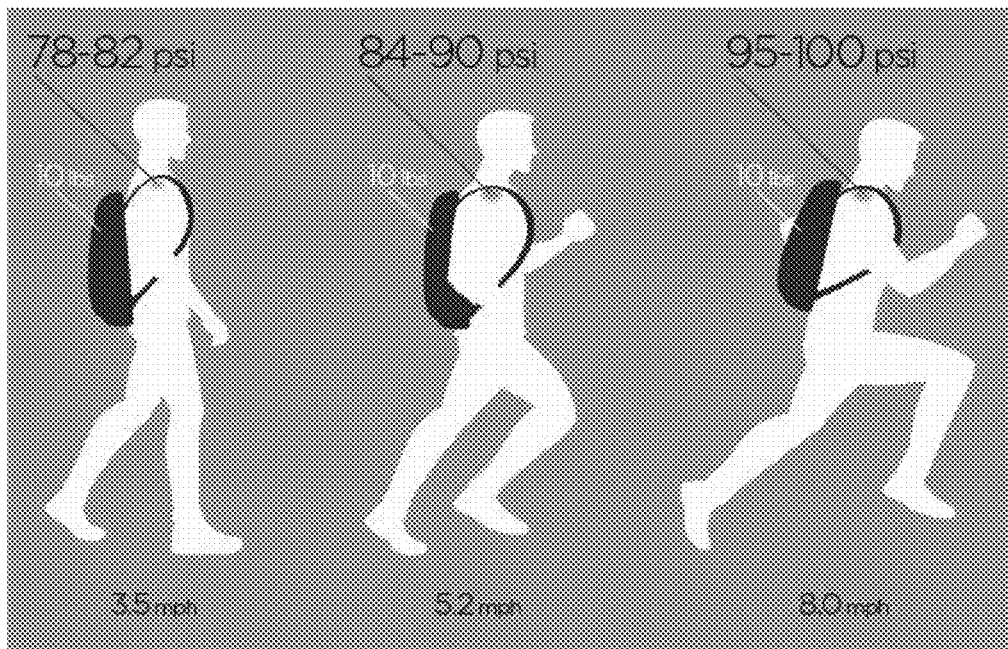 78-82 psi
84-90 psi
95-100 psi
10 lbs
10 lbs
10 lbs
3.5 mph
5.2 mph
8.0 mph